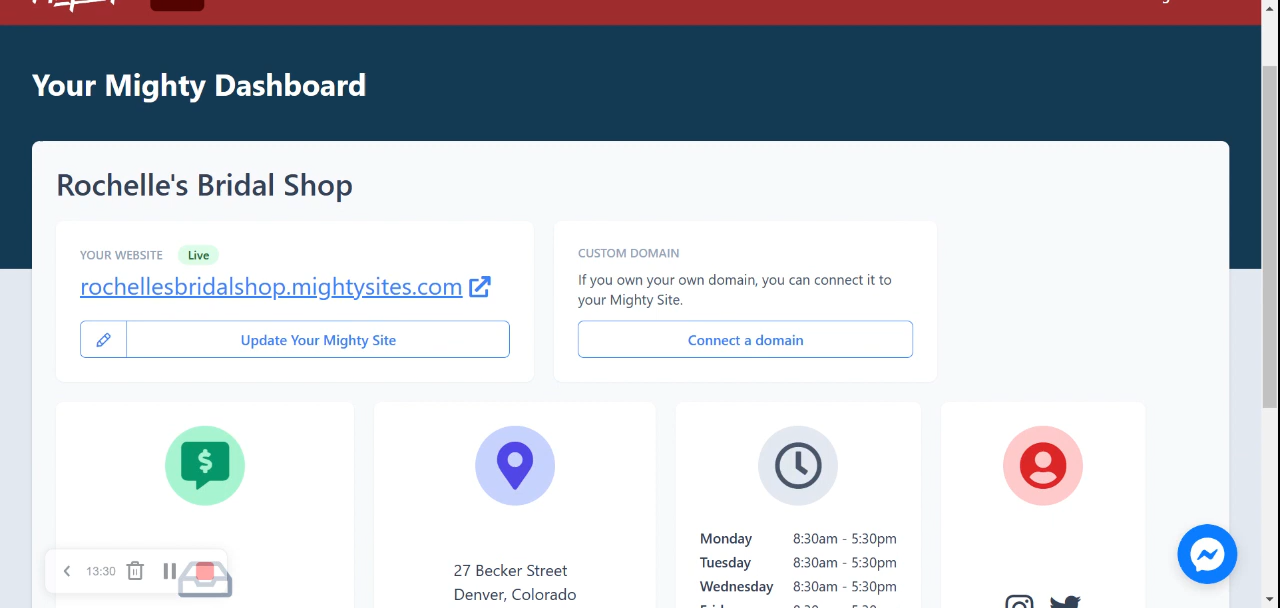 Your Mighty Dashboard
Rochelle's Bridal Shop
YOUR WEBSITE Live
rochellesbridalshop.mightysites.com
Update Your Mighty Site
CUSTOM DOMAIN
If you own your own domain, you can connect it to
your Mighty Site.
Connect a domain
$
27 Becker Street
Denver, Colorado
Monday 8:30am - 5:30pm
Tuesday 8:30am - 5:30pm
Wednesday 8:30am - 5:30pm
13:30